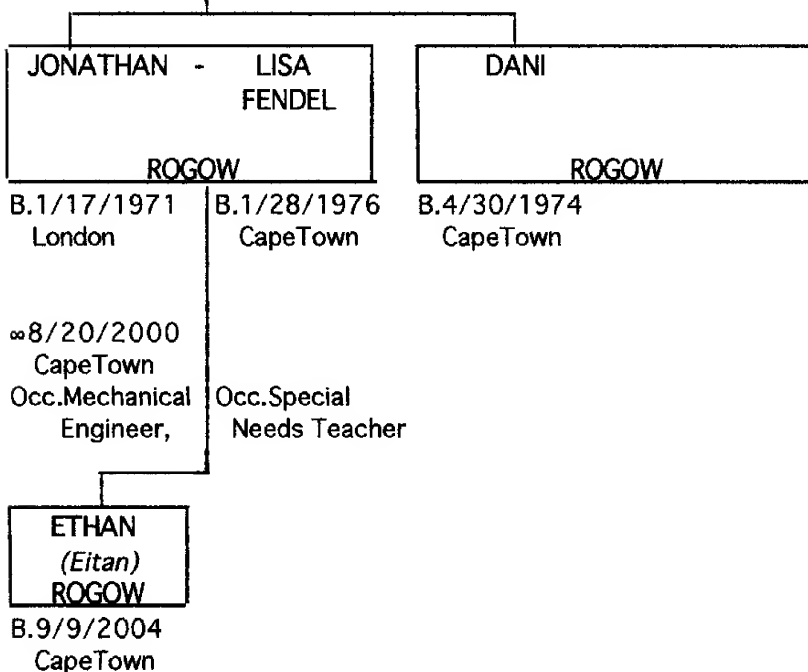 JONATHAN - LISA
FENDEL
ROGOW
B.1/17/1971 B.1/28/1976
London CapeTown
∞8/20/2000
CapeTown
Occ.Mechanical Occ.Special
Engineer, Needs Teacher
DANI
ROGOW
B.4/30/1974
CapeTown
ETHAN
(Eitan)
ROGOW
B.9/9/2004
CapeTown